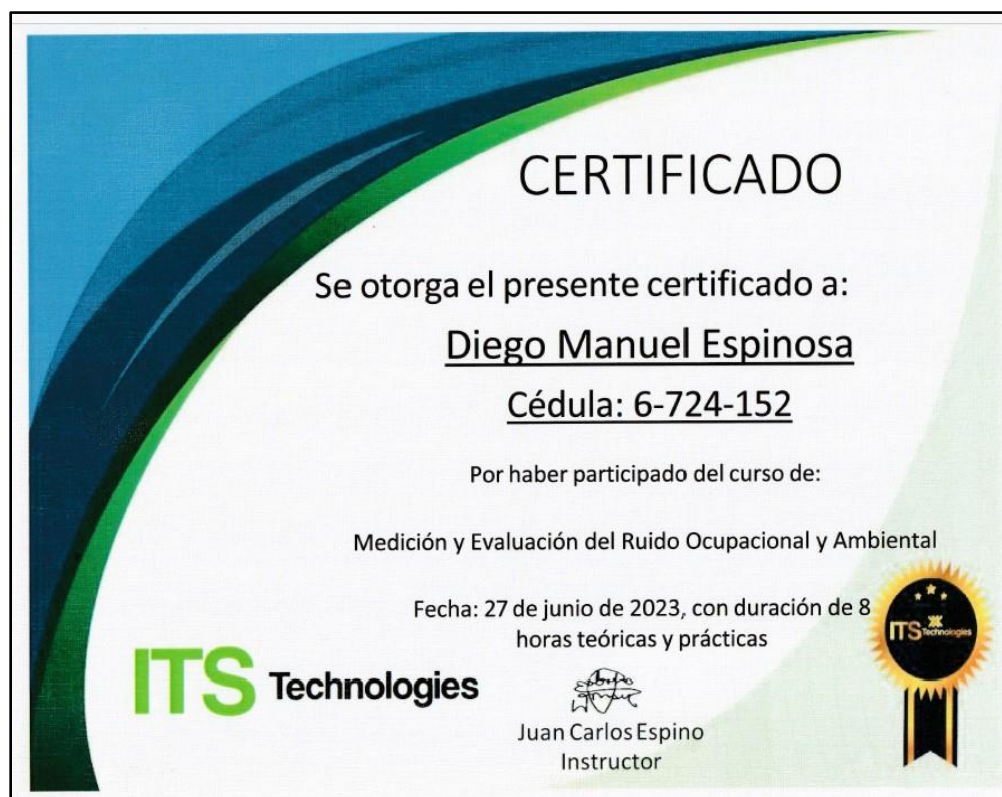 CERTIFICADO
Se otorga el presente certificado a:
Diego Manuel Espinosa
Cédula: 6-724-152
Por haber participado del curso de:
Medición y Evaluación del Ruido Ocupacional y Ambiental
Fecha: 27 de junio de 2023, con duración de 8
horas teóricas y prácticas
ITS Technologies
ITS Technologies
Juan Carlos Espino
Instructor